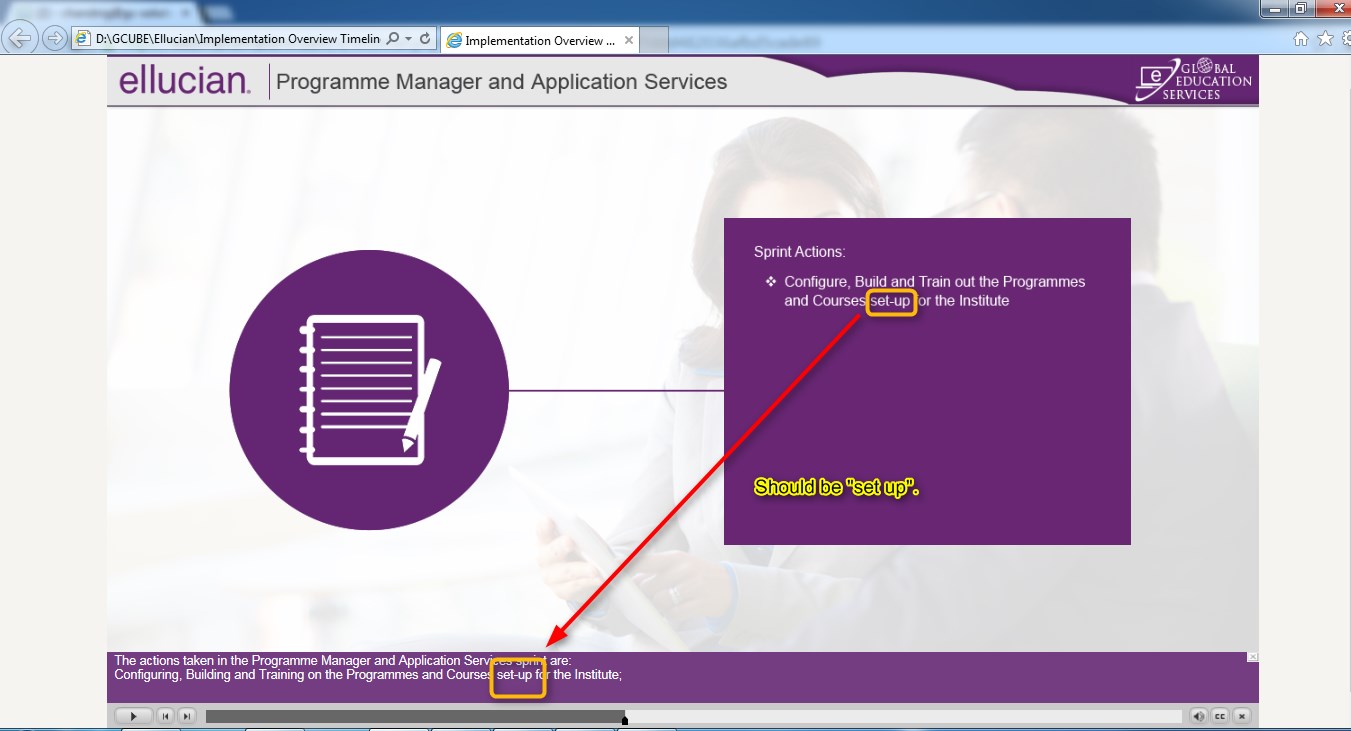 D:\GCUBE\Ellucian\Implementation Overview Timelin
Implementation Overview ...
ellucian.
Programme Manager and Application Services
e
GLOBAL
EDUCATION
SERVICES
Sprint Actions:
Configure, Build and Train out the Programmes
and Courses set-up for the Institute
Should be "set up".
The actions taken in the Programme Manager and Application Services sprint are:
Configuring, Building and Training on the Programmes and Courses set-up for the Institute;
CC